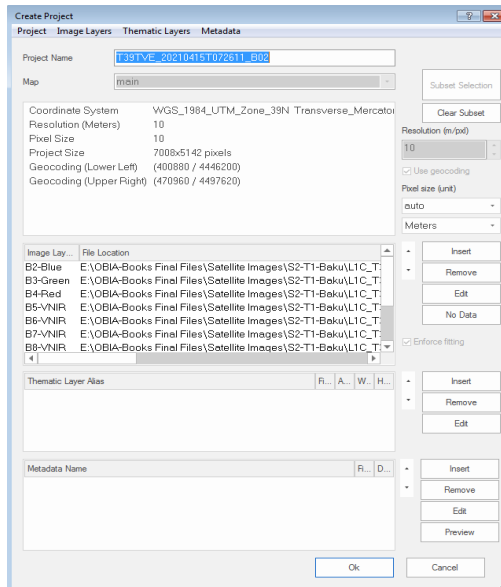 Create Project
Project Image Layers Thematic Layers Metadata
Project Name T39TVE_20210415T072611_B02
Map main
Subset Selection
Clear Subset
Coordinate System WGS_1984_UTM_Zone_39N Transverse_Mercator
Resolution (Meters) 10
Pixel Size 10
Project Size 7008x5142 pixels
Geocoding (Lower Left) (400880 / 4446200)
Geocoding (Upper Right) (470960 / 4497620)
Resolution (m/pxl)
10
Use geocoding
Pixel size (unit)
auto
Meters
Image Lay... File Location
B2-Blue E:\OBIA-Books Final Files\Satellite Images\S2-T1-Baku\L1C_T
B3-Green E:\OBIA-Books Final Files\Satellite Images\S2-T1-Baku\L1C_T
B4-Red E:\OBIA-Books Final Files\Satellite Images\S2-T1-Baku\L1C_T
B5-VNIR E:\OBIA-Books Final Files\Satellite Images\S2-T1-Baku\L1C_T
B6-VNIR E:\OBIA-Books Final Files\Satellite Images\S2-T1-Baku\L1C_T
B7-VNIR E:\OBIA-Books Final Files\Satellite Images\S2-T1-Baku\L1C_T
B8-VNIR E:\OBIA-Books Final Files\Satellite Images\S2-T1-Baku\L1C_T
Insert
Remove
Edit
No Data
Enforce fitting
Thematic Layer Alias Fi... A... W... H...
Insert
Remove
Edit
Metadata Name Fi... D...
Insert
Remove
Edit
Preview
Ok Cancel